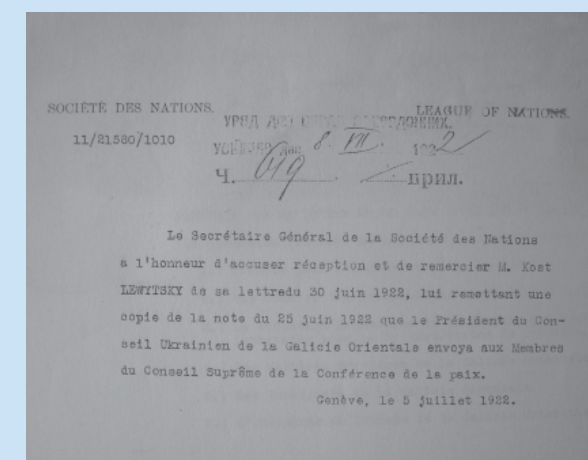 SOCIÉTÉ DES NATIONS.
LEAGUE OF NATIONS.
11/21580/1010
УРЯД ДЛЯ СПРАВ
8. VII. 1922
Ч. 619 прил.
Le Secrétaire Général de la Société des Nations
a l'honneur d'accuser réception et de remercier M. Kost
LEWYTSKY de sa lettredu 30 juin 1922, lui remettant une
copie de la note du 25 juin 1922 que le Président du Con-
seil Ukrainien de la Galicie Orientale envoya aux Membres
du Conseil Suprême de la Conférence de la paix.
Genève, le 5 juillet 1922.